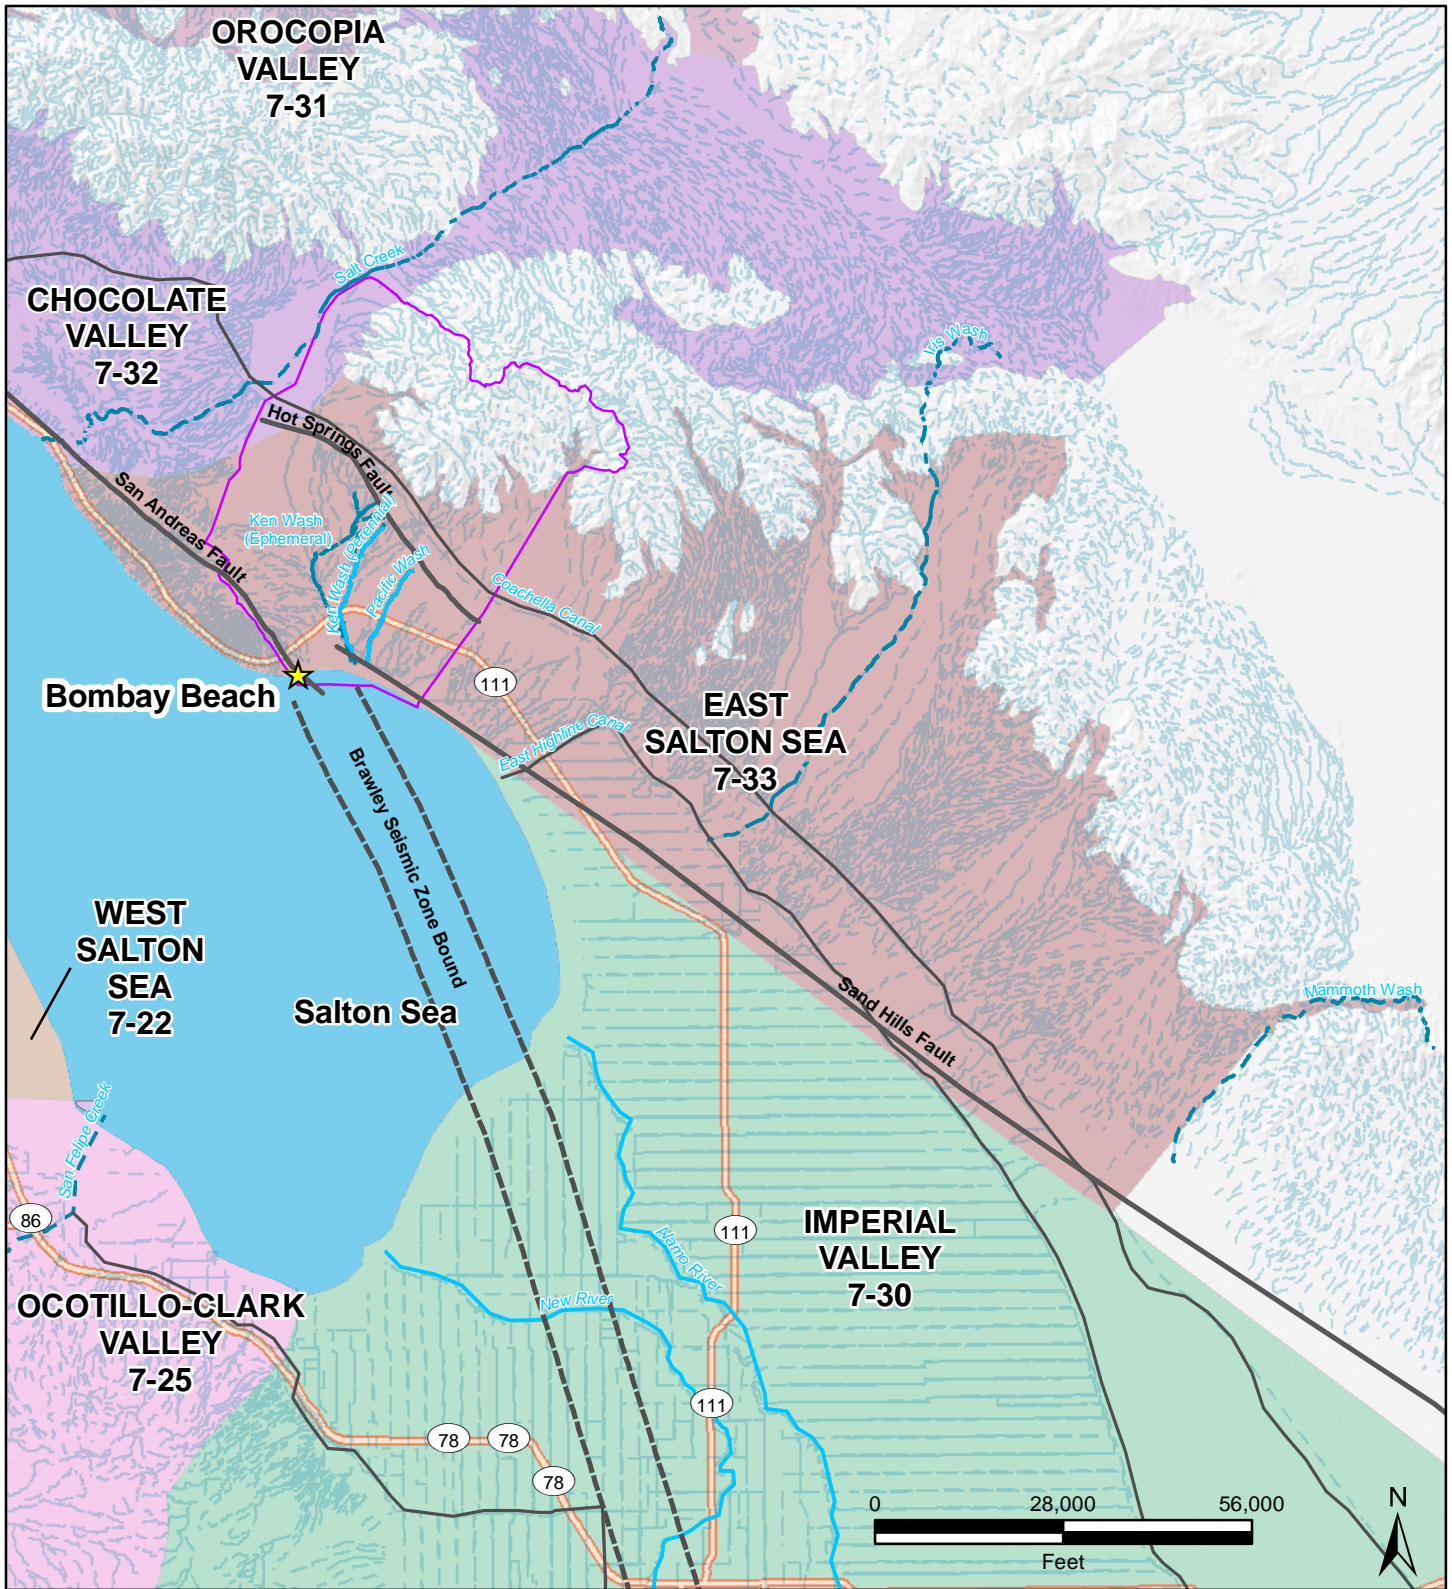 OROCOPIA
VALLEY
7-31
Salt Creek
CHOCOLATE
VALLEY
7-32
Iris Wash
Hot Springs Fault
San Andreas Fault
Ken Wash
(Ephemeral)
Ken Wash (Perennial)
Pacific Wash
Coachella Canal
111
Bombay Beach
EAST
SALTON SEA
7-33
East Highline Canal
Brawley Seismic Zone Bound
WEST
SALTON
SEA
7-22
Salton Sea
Sand Hills Fault
Mammoth Wash
San Felipe Creek
86
111
IMPERIAL
VALLEY
7-30
Alamo River
New River
OCOTILLO-CLARK
VALLEY
7-25
111
78
78
78
0
28,000
56,000
Feet
N